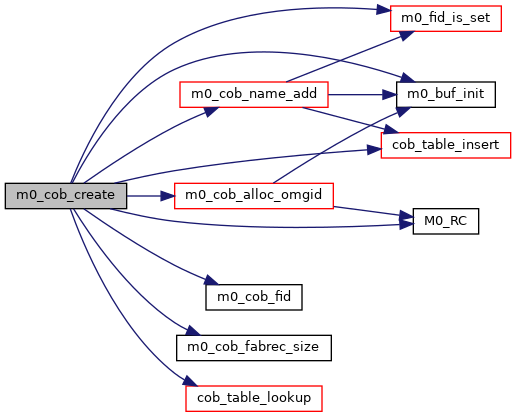 m0_fid_is_set
m0_cob_name_add
m0_buf_init
cob_table_insert
m0_cob_create
m0_cob_alloc_omgid
M0_RC
m0_cob_fid
m0_cob_fabrec_size
cob_table_lookup